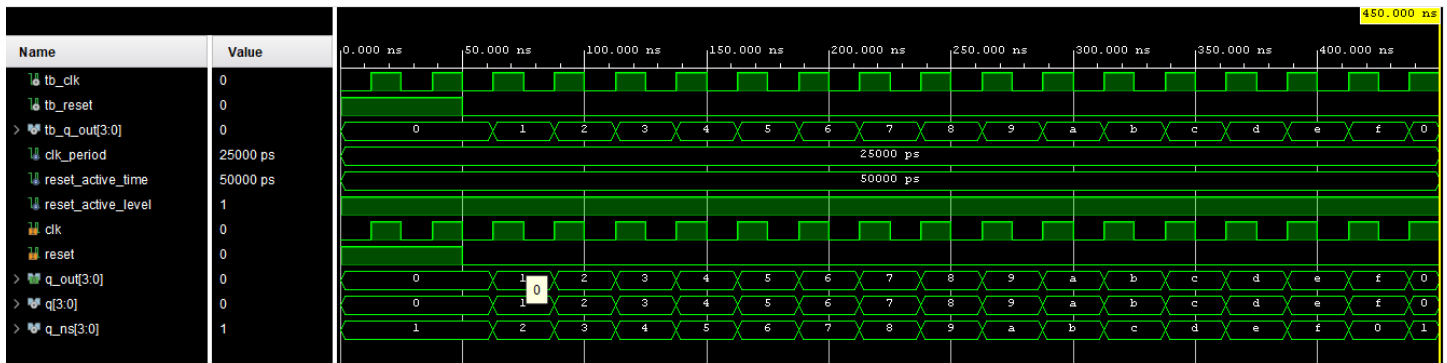 450.000 ns
Name Value 0.000 ns 50.000 ns 100.000 ns 150.000 ns 200.000 ns 250.000 ns 300.000 ns 350.000 ns 400.000 ns
tb_clk 0
tb_reset 0
tb_q_out[3:0] 0 0 1 2 3 4 5 6 7 8 9 a b c d e f 0
clk_period 25000 ps 25000 ps
reset_active_time 50000 ps 50000 ps
reset_active_level 1
clk 0
reset 0
q_out[3:0] 0 0 1 2 3 4 5 6 7 8 9 a b c d e f 0
0
q[3:0] 0 0 1 2 3 4 5 6 7 8 9 a b c d e f 0
q_ns[3:0] 1 1 2 3 4 5 6 7 8 9 a b c d e f 0 1